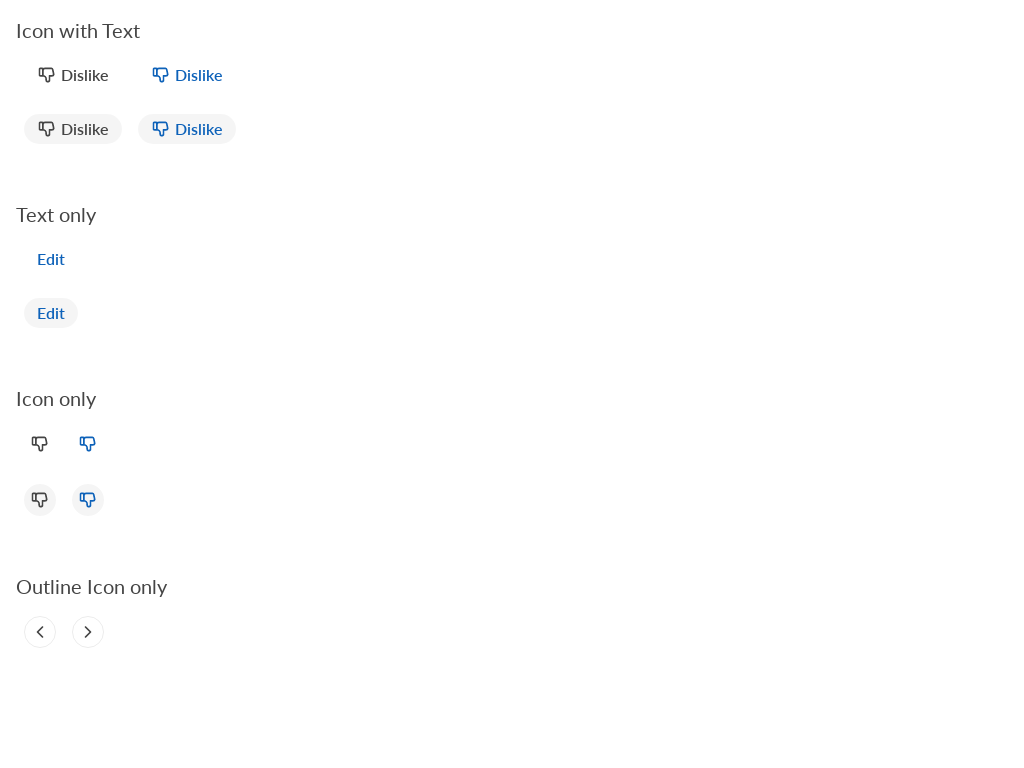 Icon with Text
Dislike Dislike
Dislike Dislike
Text only
Edit
Edit
Icon only
Outline Icon only